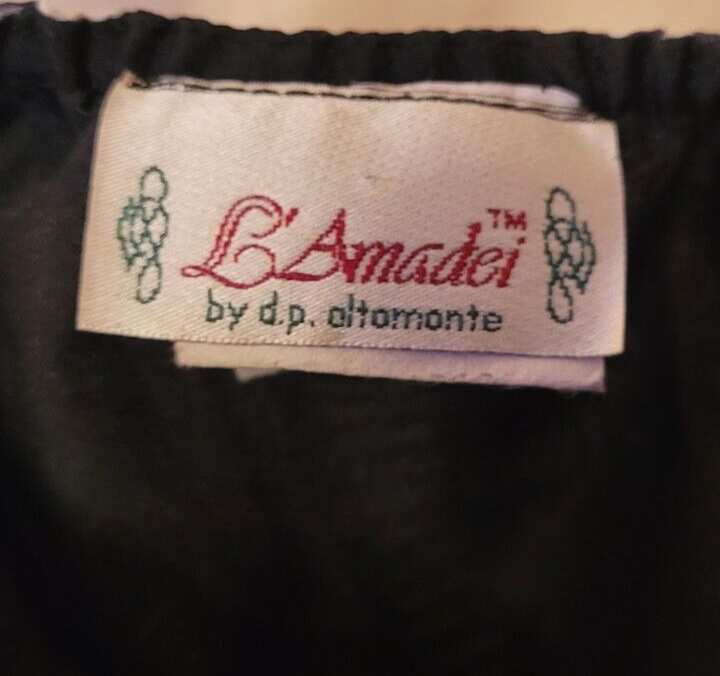 L'Amadei™
by d.p. altomonte